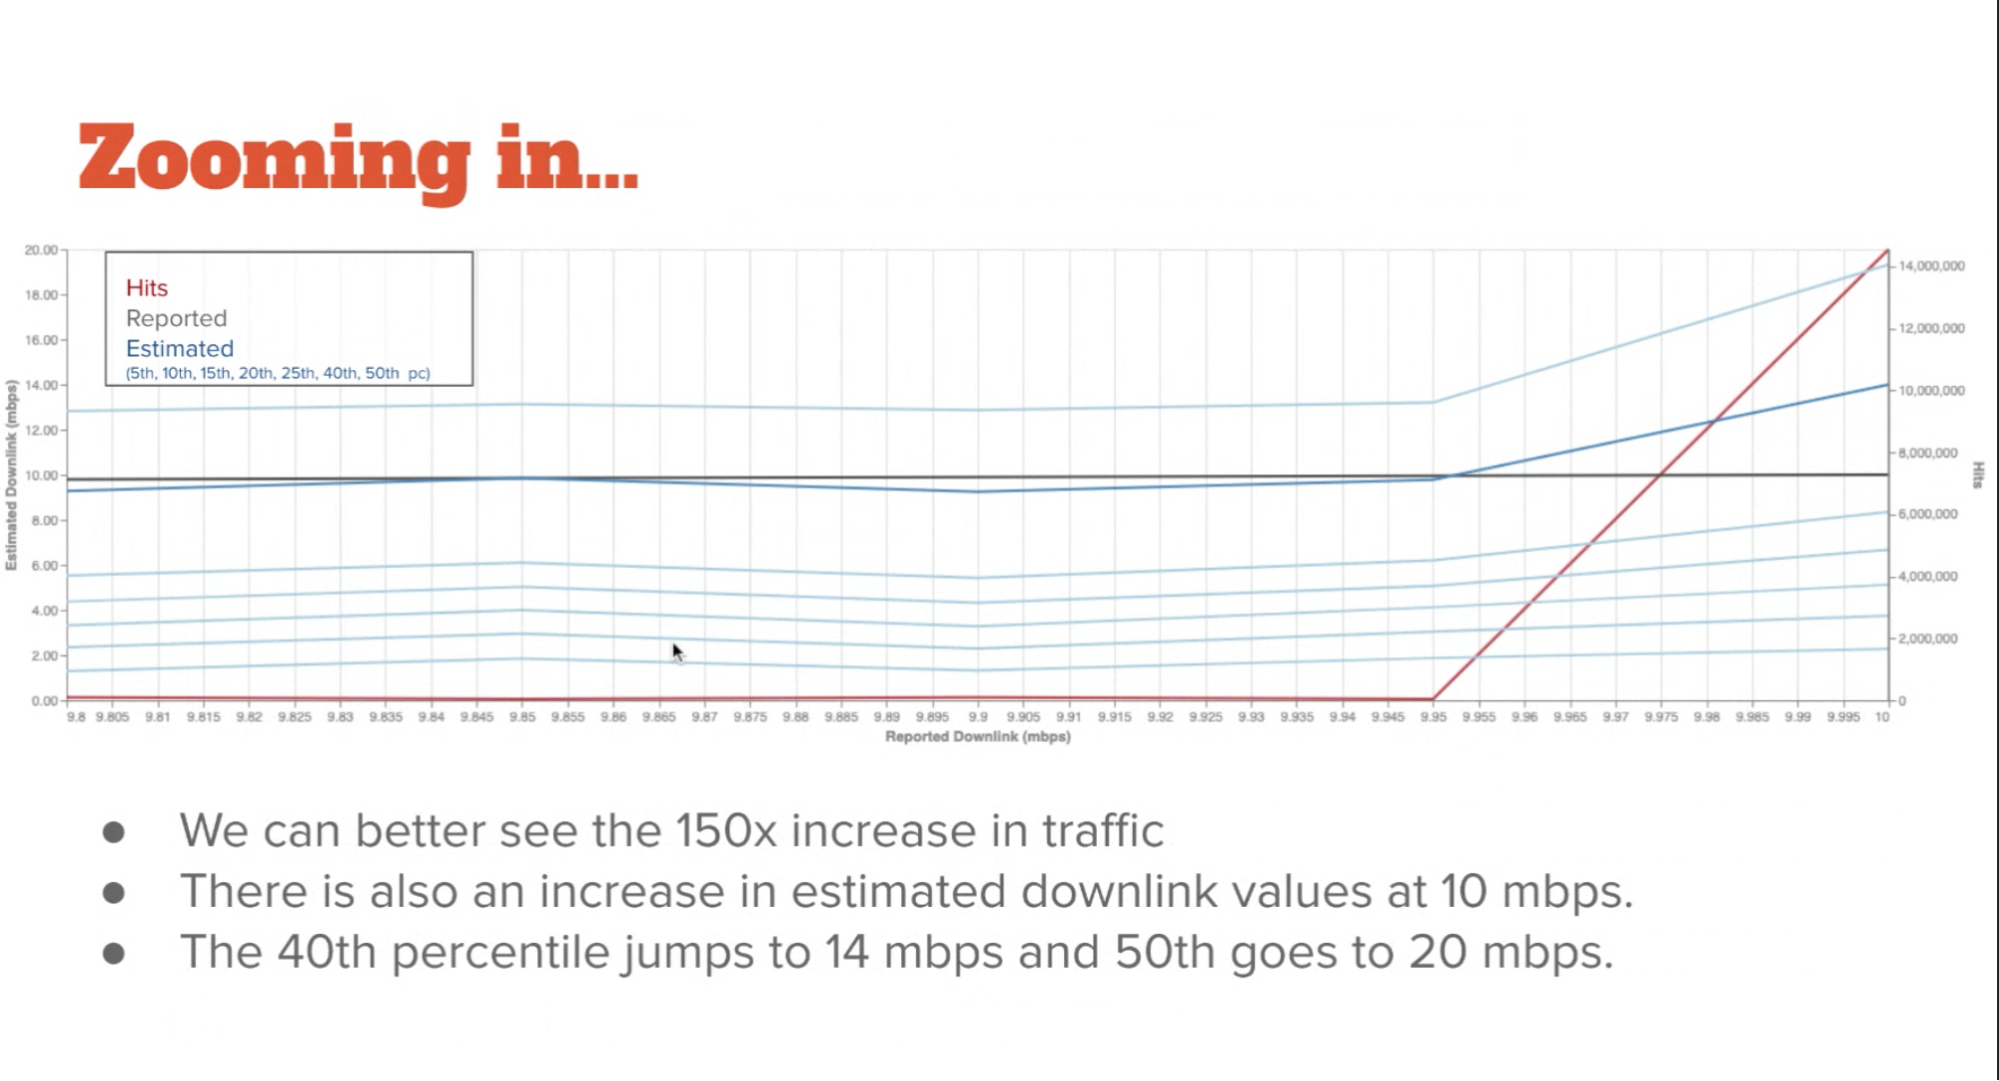 Zooming in...
20.00
18.00
16.00
14.00
12.00
10.00
8.00
6.00
4.00
2.00
0.00
Estimated Downlink (mbps)
Hits
Reported
Estimated
(5th, 10th, 15th, 20th, 25th, 40th, 50th pc)
14,000,000
12,000,000
10,000,000
8,000,000
6,000,000
4,000,000
2,000,000
0
Hits
9.8 9.805 9.81 9.815 9.82 9.825 9.83 9.835 9.84 9.845 9.85 9.855 9.86 9.865 9.87 9.875 9.88 9.885 9.89 9.895 9.9 9.905 9.91 9.915 9.92 9.925 9.93 9.935 9.94 9.945 9.95 9.955 9.96 9.965 9.97 9.975 9.98 9.985 9.99 9.995 10
Reported Downlink (mbps)
● We can better see the 150x increase in traffic
● There is also an increase in estimated downlink values at 10 mbps.
● The 40th percentile jumps to 14 mbps and 50th goes to 20 mbps.